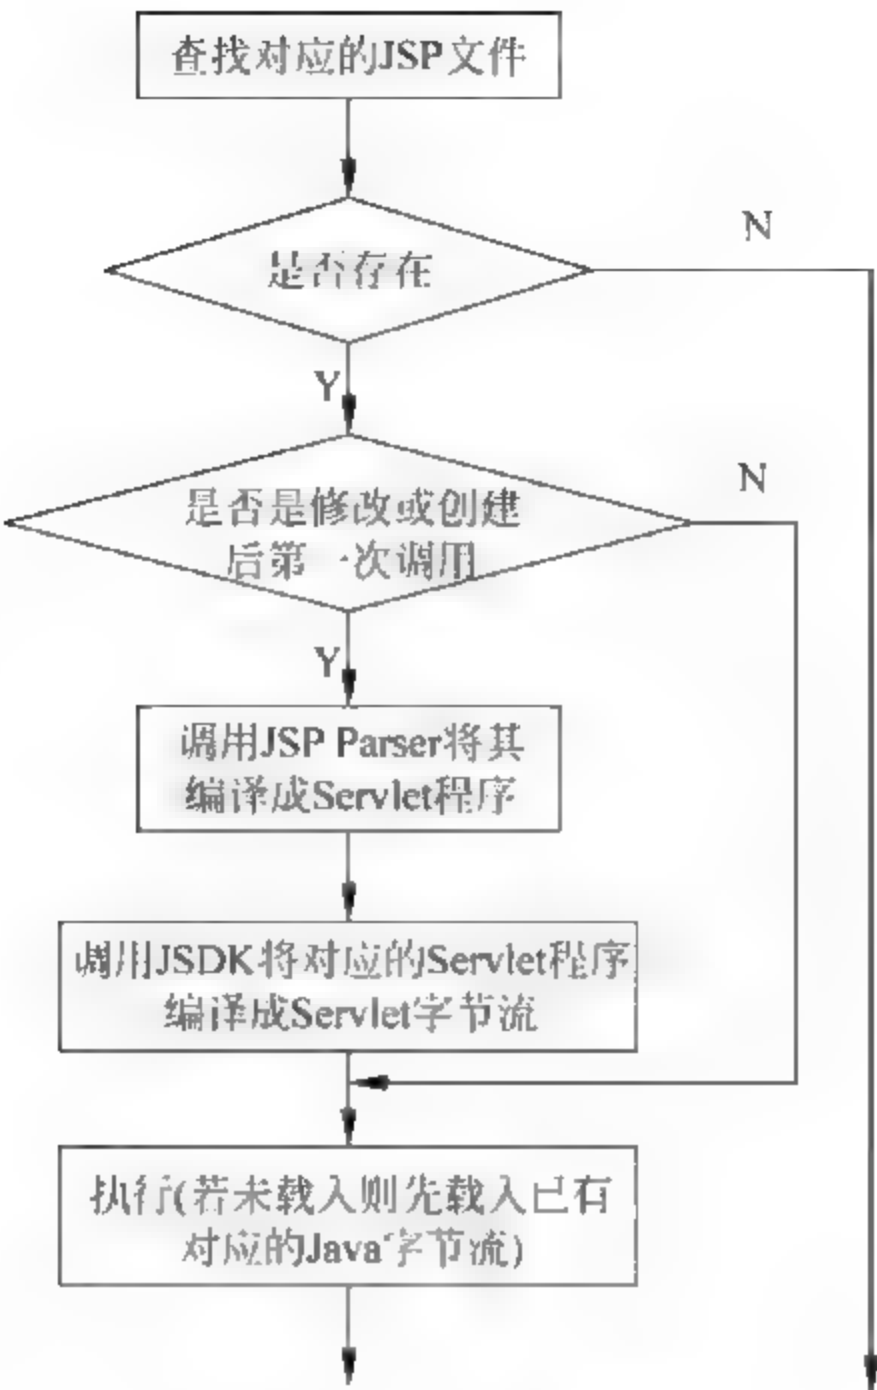 查找对应的JSP文件
是否存在
N
Y
是否是修改或创建
后第一次调用
N
Y
调用JSP Parser将其
编译成Servlet程序
调用JSDK将对应的Servlet程序
编译成Servlet字节流
执行(若未载入则先载入已有
对应的Java字节流)